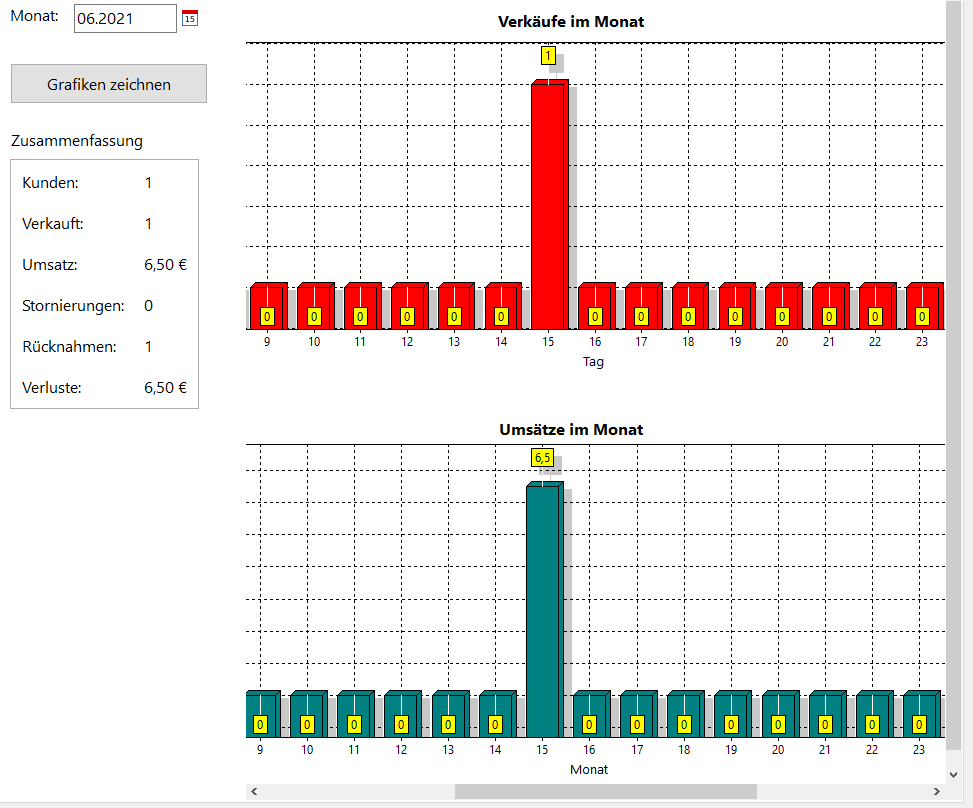 Monat: 06.2021 15
Grafiken zeichnen
Zusammenfassung
Kunden: 1
Verkauft: 1
Umsatz: 6,50 €
Stornierungen: 0
Rücknahmen: 1
Verluste: 6,50 €
Verkäufe im Monat
1
0 0 0 0 0 0 0 0 0 0 0 0 0 0
9 10 11 12 13 14 15 16 17 18 19 20 21 22 23
Tag
Umsätze im Monat
6,5
0 0 0 0 0 0 0 0 0 0 0 0 0 0
9 10 11 12 13 14 15 16 17 18 19 20 21 22 23
Monat